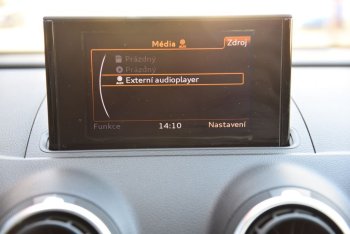 Média
Zdroj
Prázdný
Prázdný
Externí audioplayer
Funkce
14:10
Nastavení